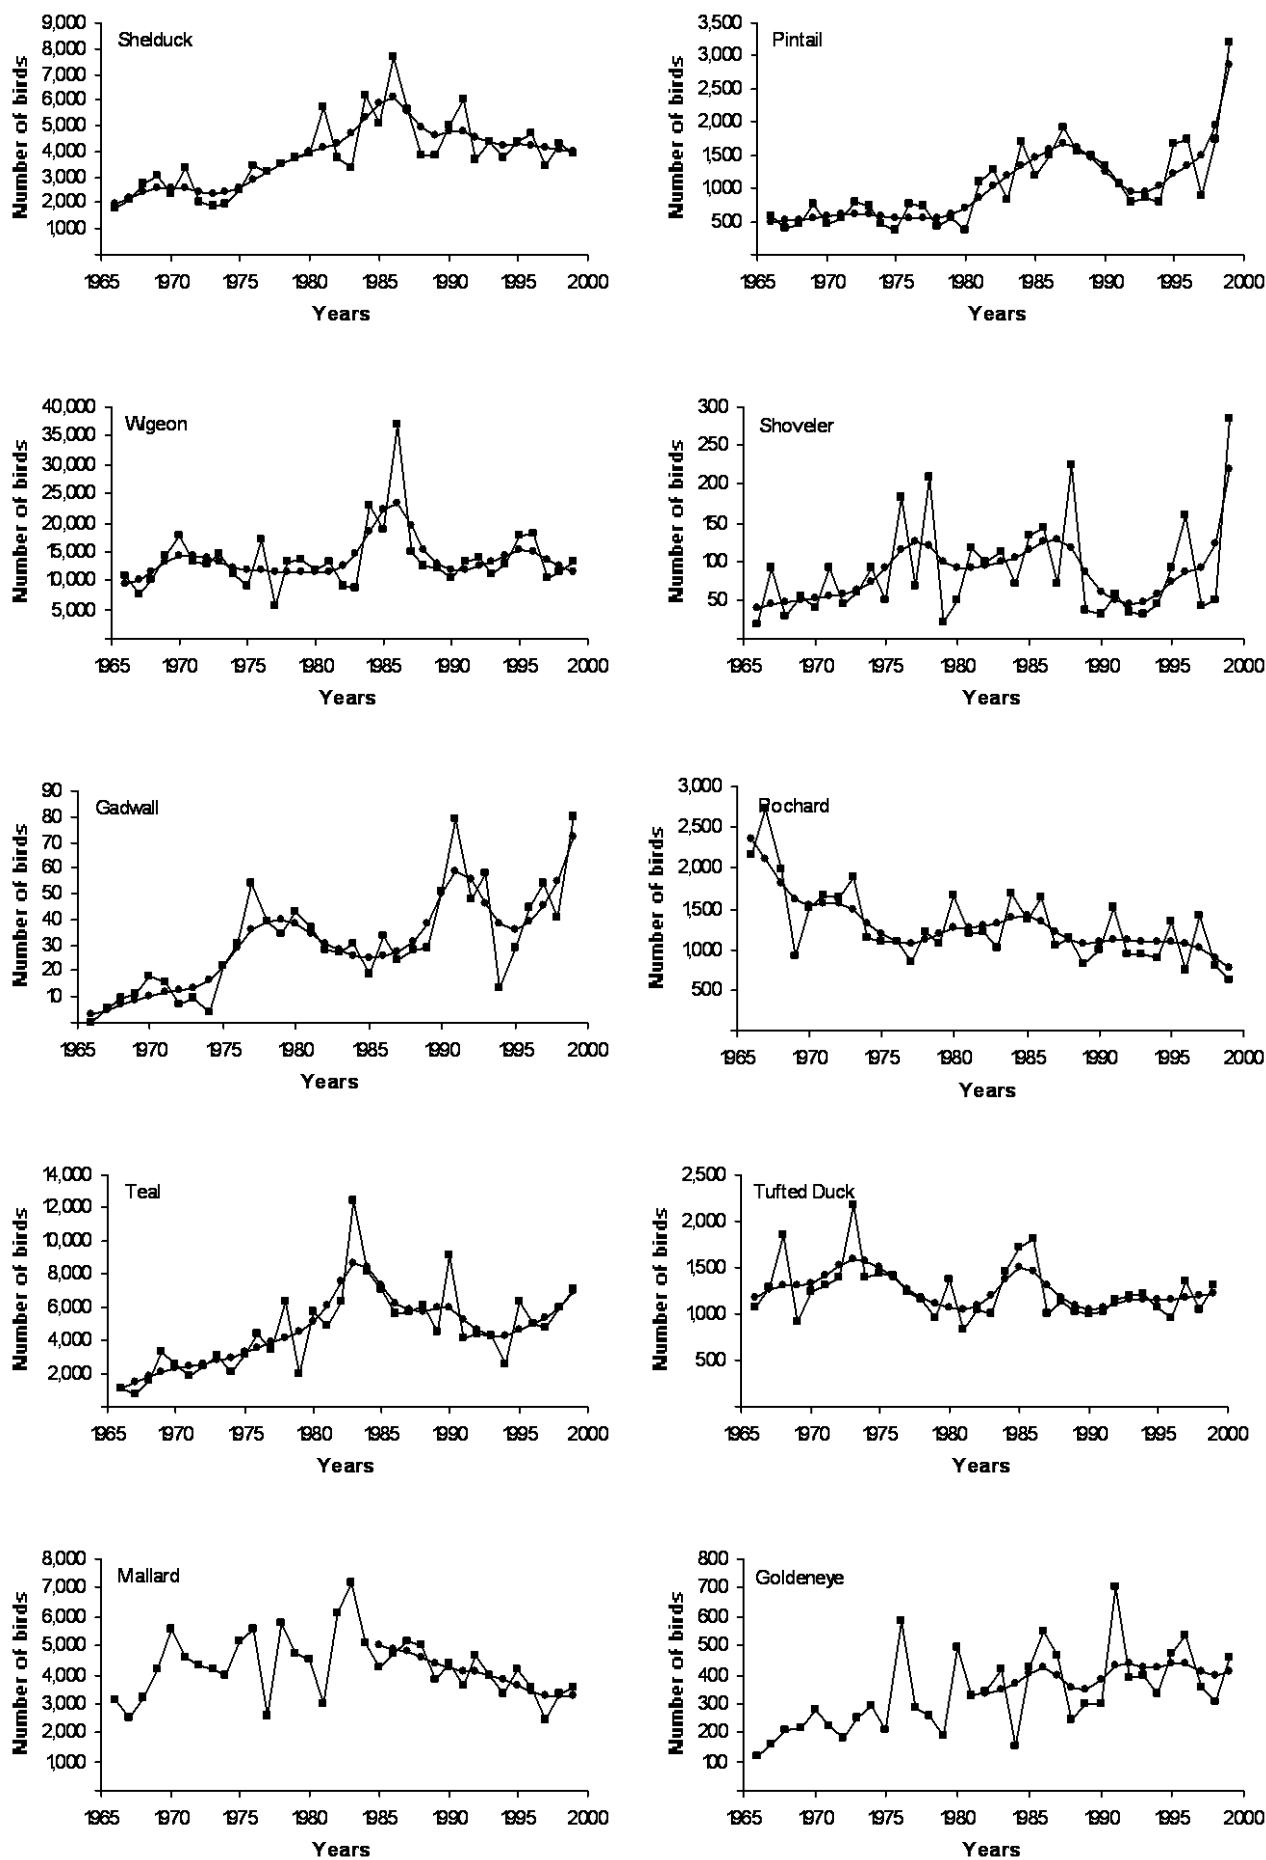 Shelduck
Number of birds
9,000
8,000
7,000
6,000
5,000
4,000
3,000
2,000
1,000
1965 1970 1975 1980 1985 1990 1995 2000
Years
Pintail
Number of birds
3,500
3,000
2,500
2,000
1,500
1,000
500
1965 1970 1975 1980 1985 1990 1995 2000
Years
Wigeon
Number of birds
40,000
35,000
30,000
25,000
20,000
15,000
10,000
5,000
1965 1970 1975 1980 1985 1990 1995 2000
Years
Shoveler
Number of birds
300
250
200
150
100
50
1965 1970 1975 1980 1985 1990 1995 2000
Years
Gadwall
Number of birds
90
80
70
60
50
40
30
20
10
1965 1970 1975 1980 1985 1990 1995 2000
Years
Pochard
Number of birds
3,000
2,500
2,000
1,500
1,000
500
1965 1970 1975 1980 1985 1990 1995 2000
Years
Teal
Number of birds
14,000
12,000
10,000
8,000
6,000
4,000
2,000
1965 1970 1975 1980 1985 1990 1995 2000
Years
Tufted Duck
Number of birds
2,500
2,000
1,500
1,000
500
1965 1970 1975 1980 1985 1990 1995 2000
Years
Mallard
Number of birds
8,000
7,000
6,000
5,000
4,000
3,000
2,000
1,000
1965 1970 1975 1980 1985 1990 1995 2000
Years
Goldeneye
Number of birds
800
700
600
500
400
300
200
100
1965 1970 1975 1980 1985 1990 1995 2000
Years